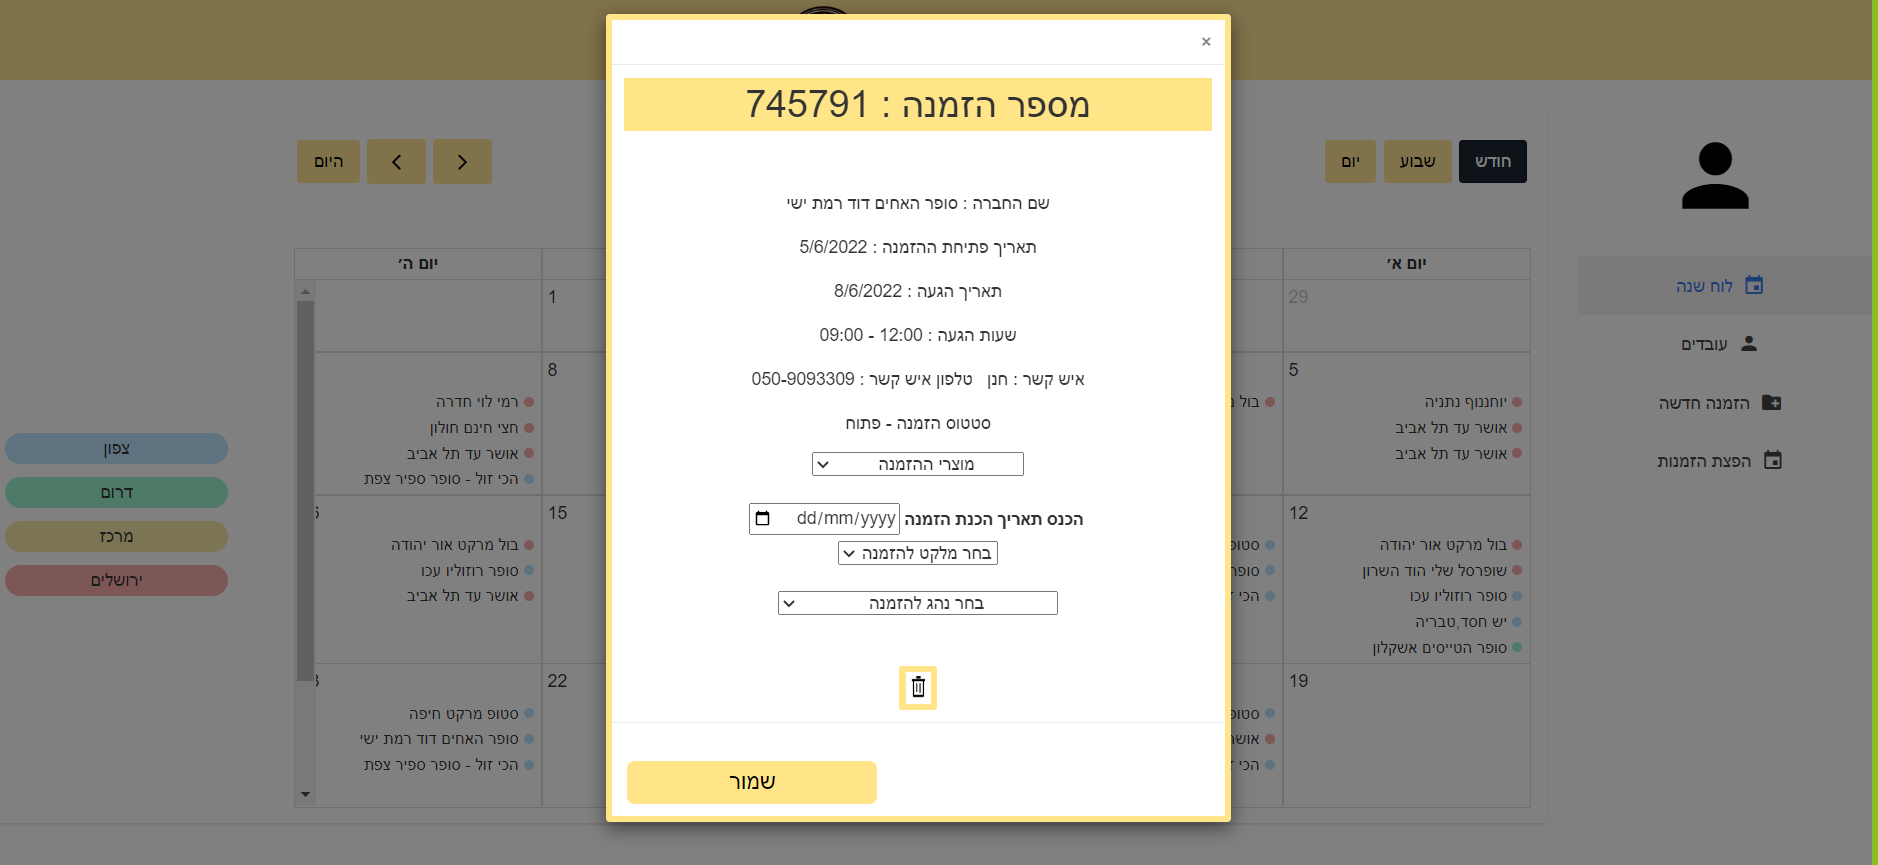 ×
מספר הזמנה : 745791
שם החברה : סופר האחים דוד רמת ישי
תאריך פתיחת ההזמנה : 5/6/2022
תאריך הגעה : 8/6/2022
שעות הגעה : 12:00 - 09:00
איש קשר : חנן טלפון איש קשר : 050-9093309
סטטוס הזמנה - פתוח
מוצרי ההזמנה
הכנס תאריך הכנת הזמנה dd/mm/yyyy
בחר מלקט להזמנה
בחר נהג להזמנה
שמור
לוח שנה
עובדים
הזמנה חדשה
הפצת הזמנות
חודש שבוע יום
היום
יום א׳
29
5
יוחננוף נתניה
אושר עד תל אביב
אושר עד תל אביב
12
בול מרקט אור יהודה
שופרסל שלי הוד השרון
סופר רוזוליו עכו
יש חסד,טבריה
סופר הטייסים אשקלון
19
בול
סופר
הכי
הכי
יום ה׳
1
8
רמי לוי חדרה
חצי חינם חולון
אושר עד תל אביב
הכי זול - סופר ספיר צפת
15
בול מרקט אור יהודה
סופר רוזוליו עכו
אושר עד תל אביב
22
סטופ מרקט חיפה
סופר האחים דוד רמת ישי
הכי זול - סופר ספיר צפת
צפון
דרום
מרכז
ירושלים